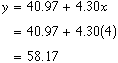 y = 40.97 + 4.30x
= 40.97 + 4.30(4)
= 58.17